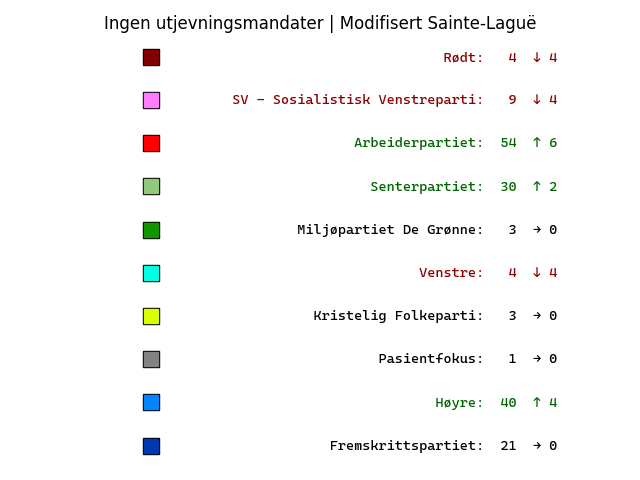 Ingen utjevningsmandater | Modifisert Sainte-Laguë
Rødt: 4 ↓ 4
SV – Sosialistisk Venstreparti: 9 ↓ 4
Arbeiderpartiet: 54 ↑ 6
Senterpartiet: 30 ↑ 2
Miljøpartiet De Grønne: 3 → 0
Venstre: 4 ↓ 4
Kristelig Folkeparti: 3 → 0
Pasientfokus: 1 → 0
Høyre: 40 ↑ 4
Fremskrittspartiet: 21 → 0